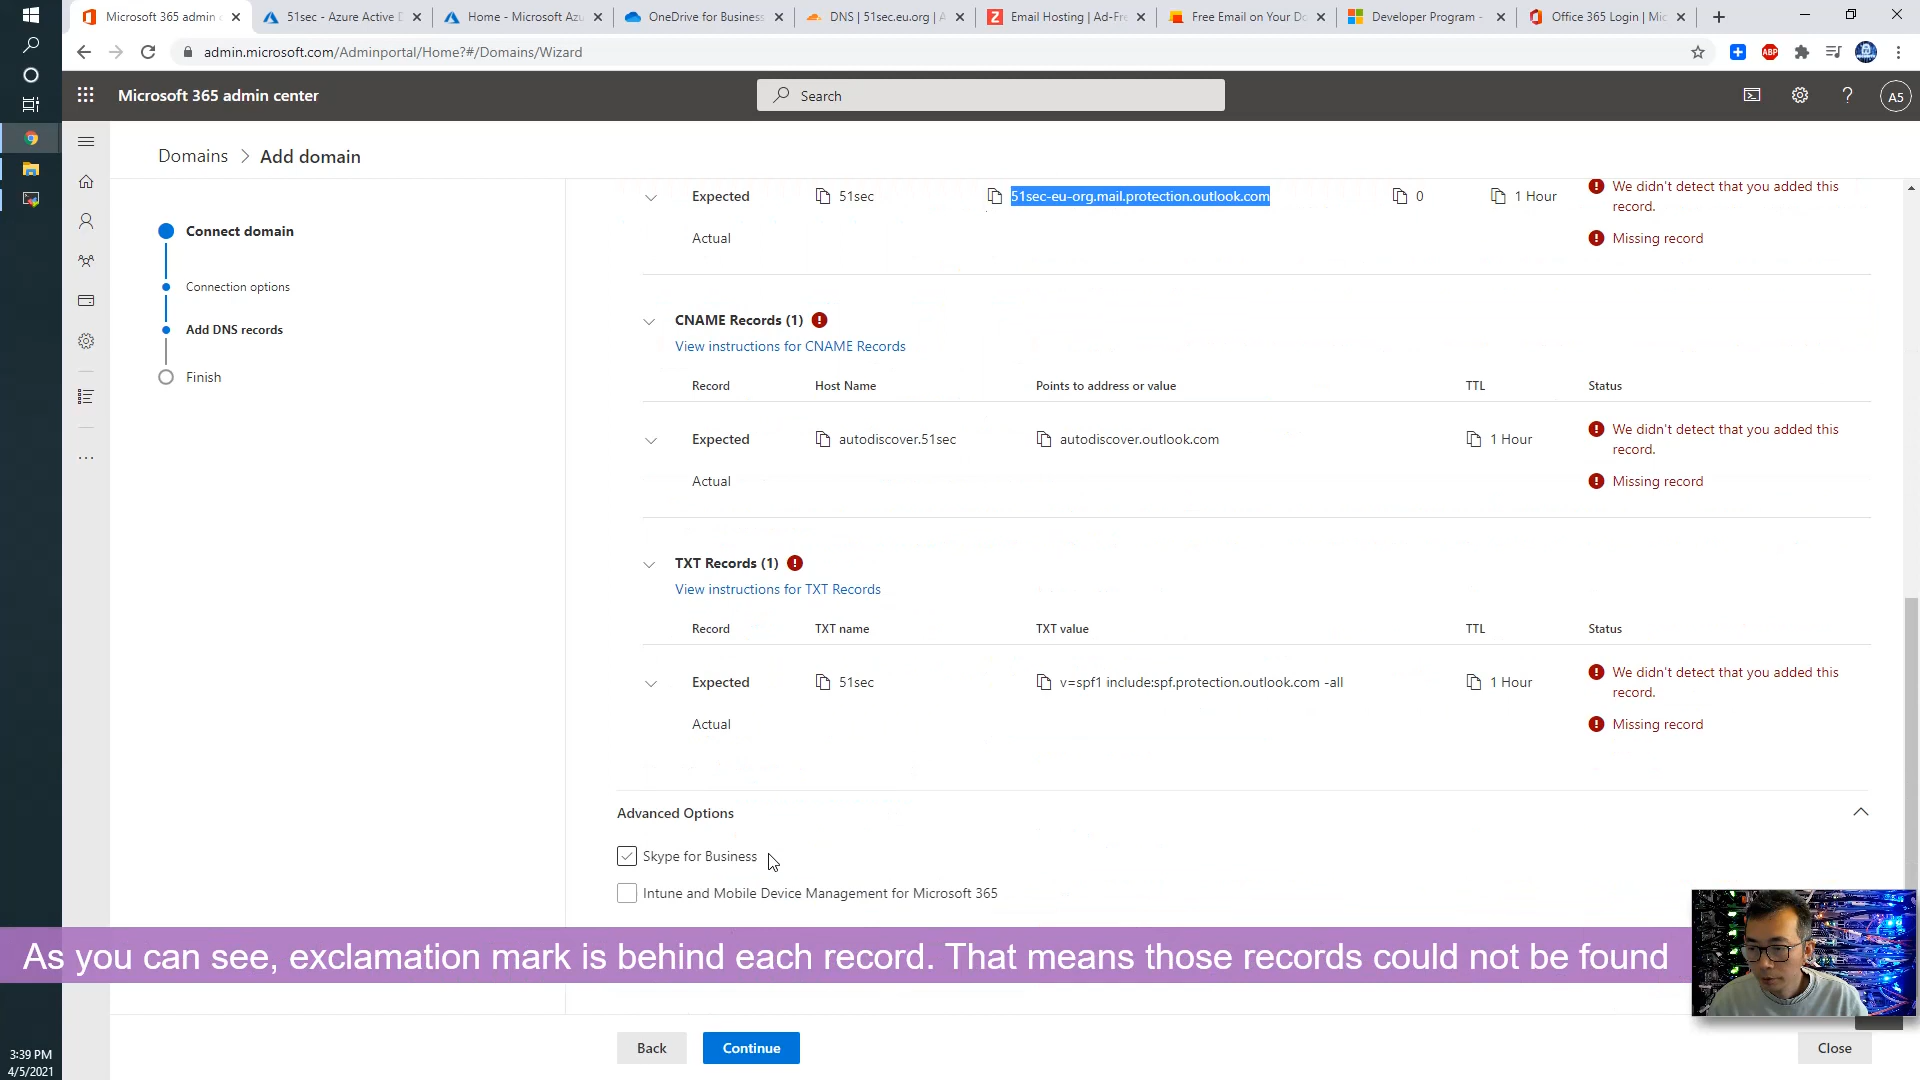 Microsoft 365 admin c
51sec - Azure Active D
Home - Microsoft Azu
OneDrive for Business
DNS | 51sec.eu.org | A
Email Hosting | Ad-Fre
Free Email on Your Do
Developer Program -
Office 365 Login | Mic
admin.microsoft.com/Adminportal/Home?#/Domains/Wizard
ABP
Microsoft 365 admin center
Search
A5
Domains > Add domain
Connect domain
Connection options
Add DNS records
Finish
Expected 51sec 51sec-eu-org.mail.protection.outlook.com 0 1 Hour We didn't detect that you added this
record.
Actual Missing record
CNAME Records (1)
View instructions for CNAME Records
Record Host Name Points to address or value TTL Status
Expected autodiscover.51sec autodiscover.outlook.com 1 Hour We didn't detect that you added this
record.
Actual Missing record
TXT Records (1)
View instructions for TXT Records
Record TXT name TXT value TTL Status
Expected 51sec v=spf1 include:spf.protection.outlook.com -all 1 Hour We didn't detect that you added this
record.
Actual Missing record
Advanced Options
Skype for Business
Intune and Mobile Device Management for Microsoft 365
As you can see, exclamation mark is behind each record. That means those records could not be found
Back Continue Close
3:39 PM
4/5/2021